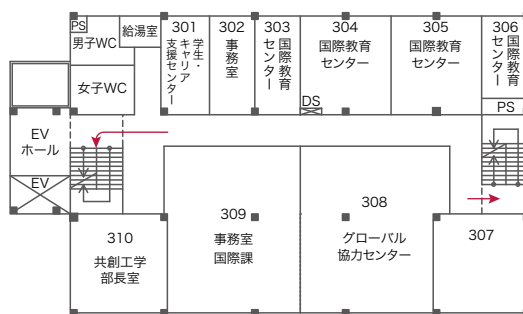 PS
男子WC
給湯室
女子WC
EV
ホール
EV
301
学生・
キャリア
支援センター
302
事務室
303
国際教育
センター
304
国際教育
センター
305
国際教育
センター
306
国際教育
センター
DS
PS
310
共創工学
部長室
309
事務室
国際課
308
グローバル
協力センター
307